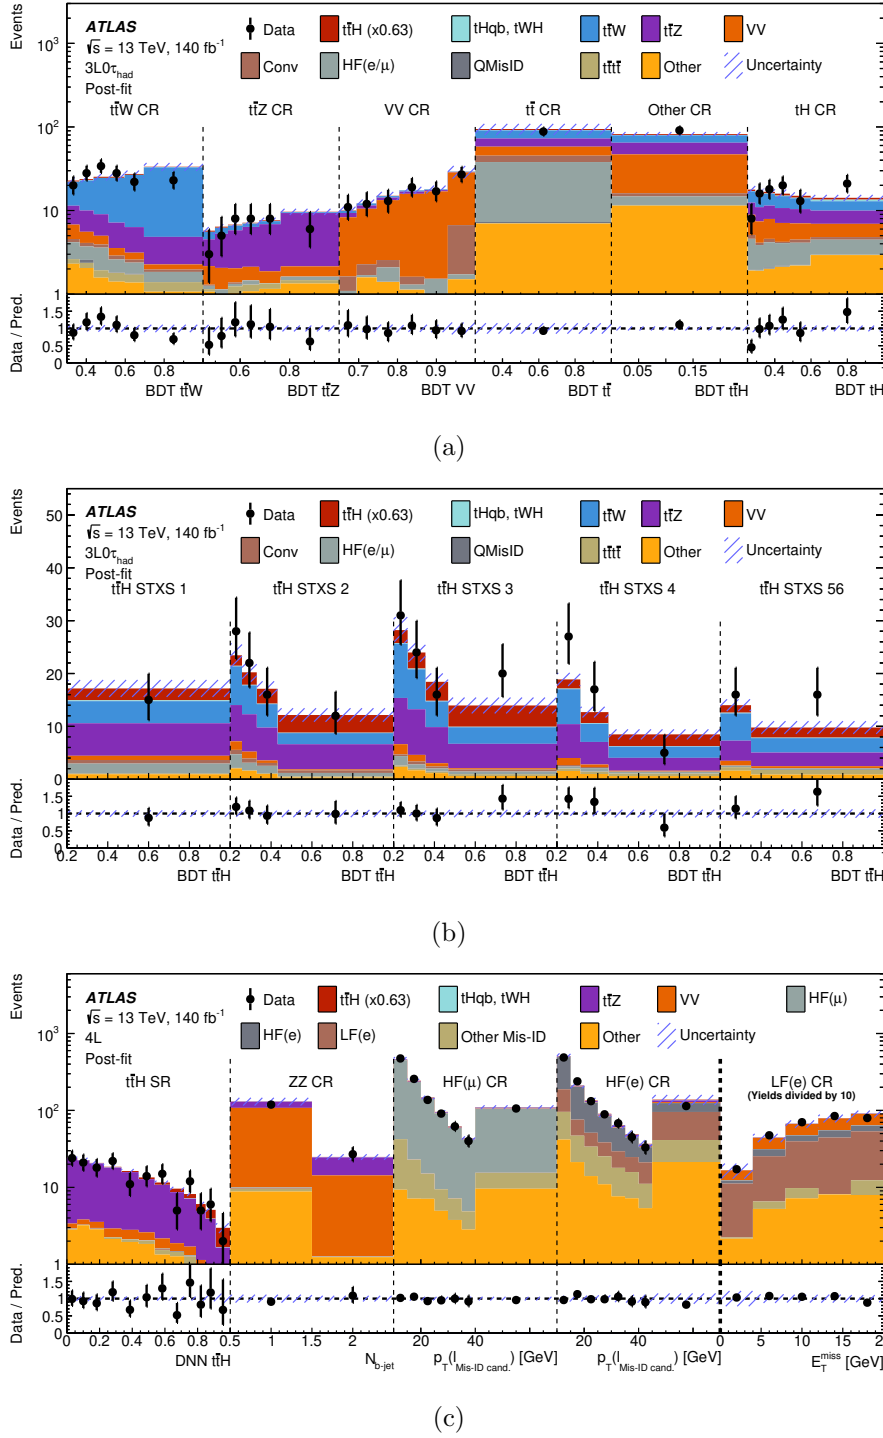 Events
ATLAS
√s = 13 TeV, 140 fb⁻¹
3L0τhad
Post-fit
Data
tt̄H (x0.63)
tHqb, tWH
tt̄W
tt̄Z
VV
Conv
HF(e/μ)
QMisID
tt̄tt̄
Other
Uncertainty
tt̄W CR
tt̄Z CR
VV CR
tt̄ CR
Other CR
tH CR
10³
10²
10
1
Data / Pred.
1.5
1
0.5
0
0.4 0.6 0.8 0.6 0.8 0.7 0.8 0.9 0.4 0.6 0.8 0.05 0.15 0.4 0.6 0.8
BDT tt̄W
BDT tt̄Z
BDT VV
BDT tt̄
BDT tt̄H
BDT tH
(a)
Events
ATLAS
√s = 13 TeV, 140 fb⁻¹
3L0τhad
Post-fit
Data
tt̄H (x0.63)
tHqb, tWH
tt̄W
tt̄Z
VV
Conv
HF(e/μ)
QMisID
tt̄tt̄
Other
Uncertainty
tt̄H STXS 1
tt̄H STXS 2
tt̄H STXS 3
tt̄H STXS 4
tt̄H STXS 56
50
40
30
20
10
0
Data / Pred.
1.5
1
0.5
0
0.2 0.4 0.6 0.8 0.2 0.4 0.6 0.8 0.2 0.4 0.6 0.8 0.2 0.4 0.6 0.8 0.2 0.4 0.6 0.8
BDT tt̄H
BDT tt̄H
BDT tt̄H
BDT tt̄H
BDT tt̄H
(b)
Events
ATLAS
√s = 13 TeV, 140 fb⁻¹
4L
Post-fit
Data
tt̄H (x0.63)
tHqb, tWH
tt̄Z
VV
HF(μ)
HF(e)
LF(e)
Other Mis-ID
Other
Uncertainty
tt̄H SR
ZZ CR
HF(μ) CR
HF(e) CR
LF(e) CR
(Yields divided by 10)
10³
10²
10
1
Data / Pred.
1.5
1
0.5
0
0 0.2 0.4 0.6 0.8 0.5 1 1.5 2 20 40 20 40 0 5 10 15 2
DNN tt̄H
N b-jet
pT(l Mis-ID cand.) [GeV]
pT(l Mis-ID cand.) [GeV]
ETmiss [GeV]
(c)